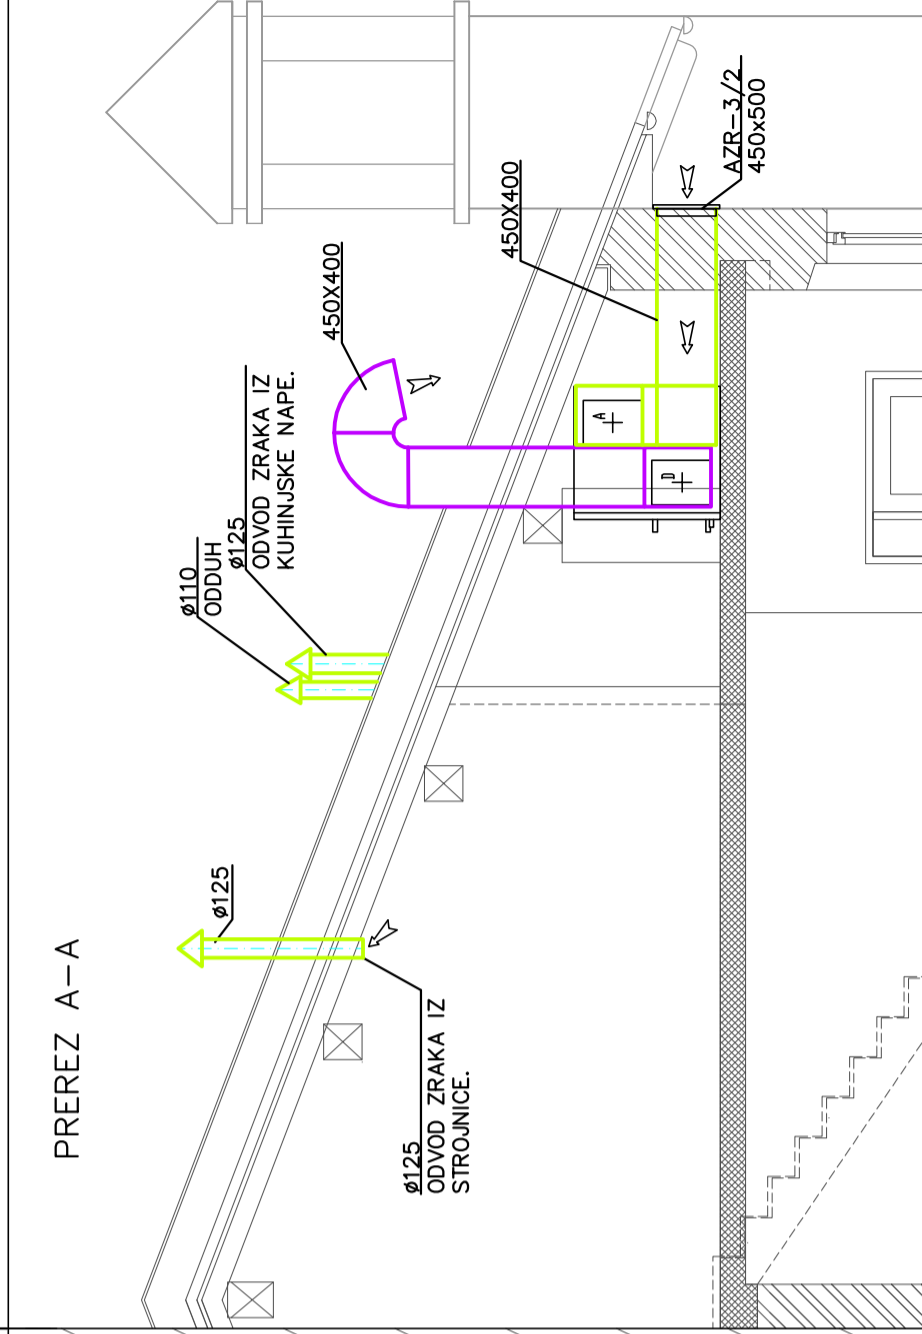 PREREZ A-A
ø125
ø125
ODVOD ZRAKA IZ
STROJNICE.
ø110
ODDUH
ø125
ODVOD ZRAKA IZ
KUHINJSKE NAPE.
450X400
450X400
AZR-3/2
450x500
A
D